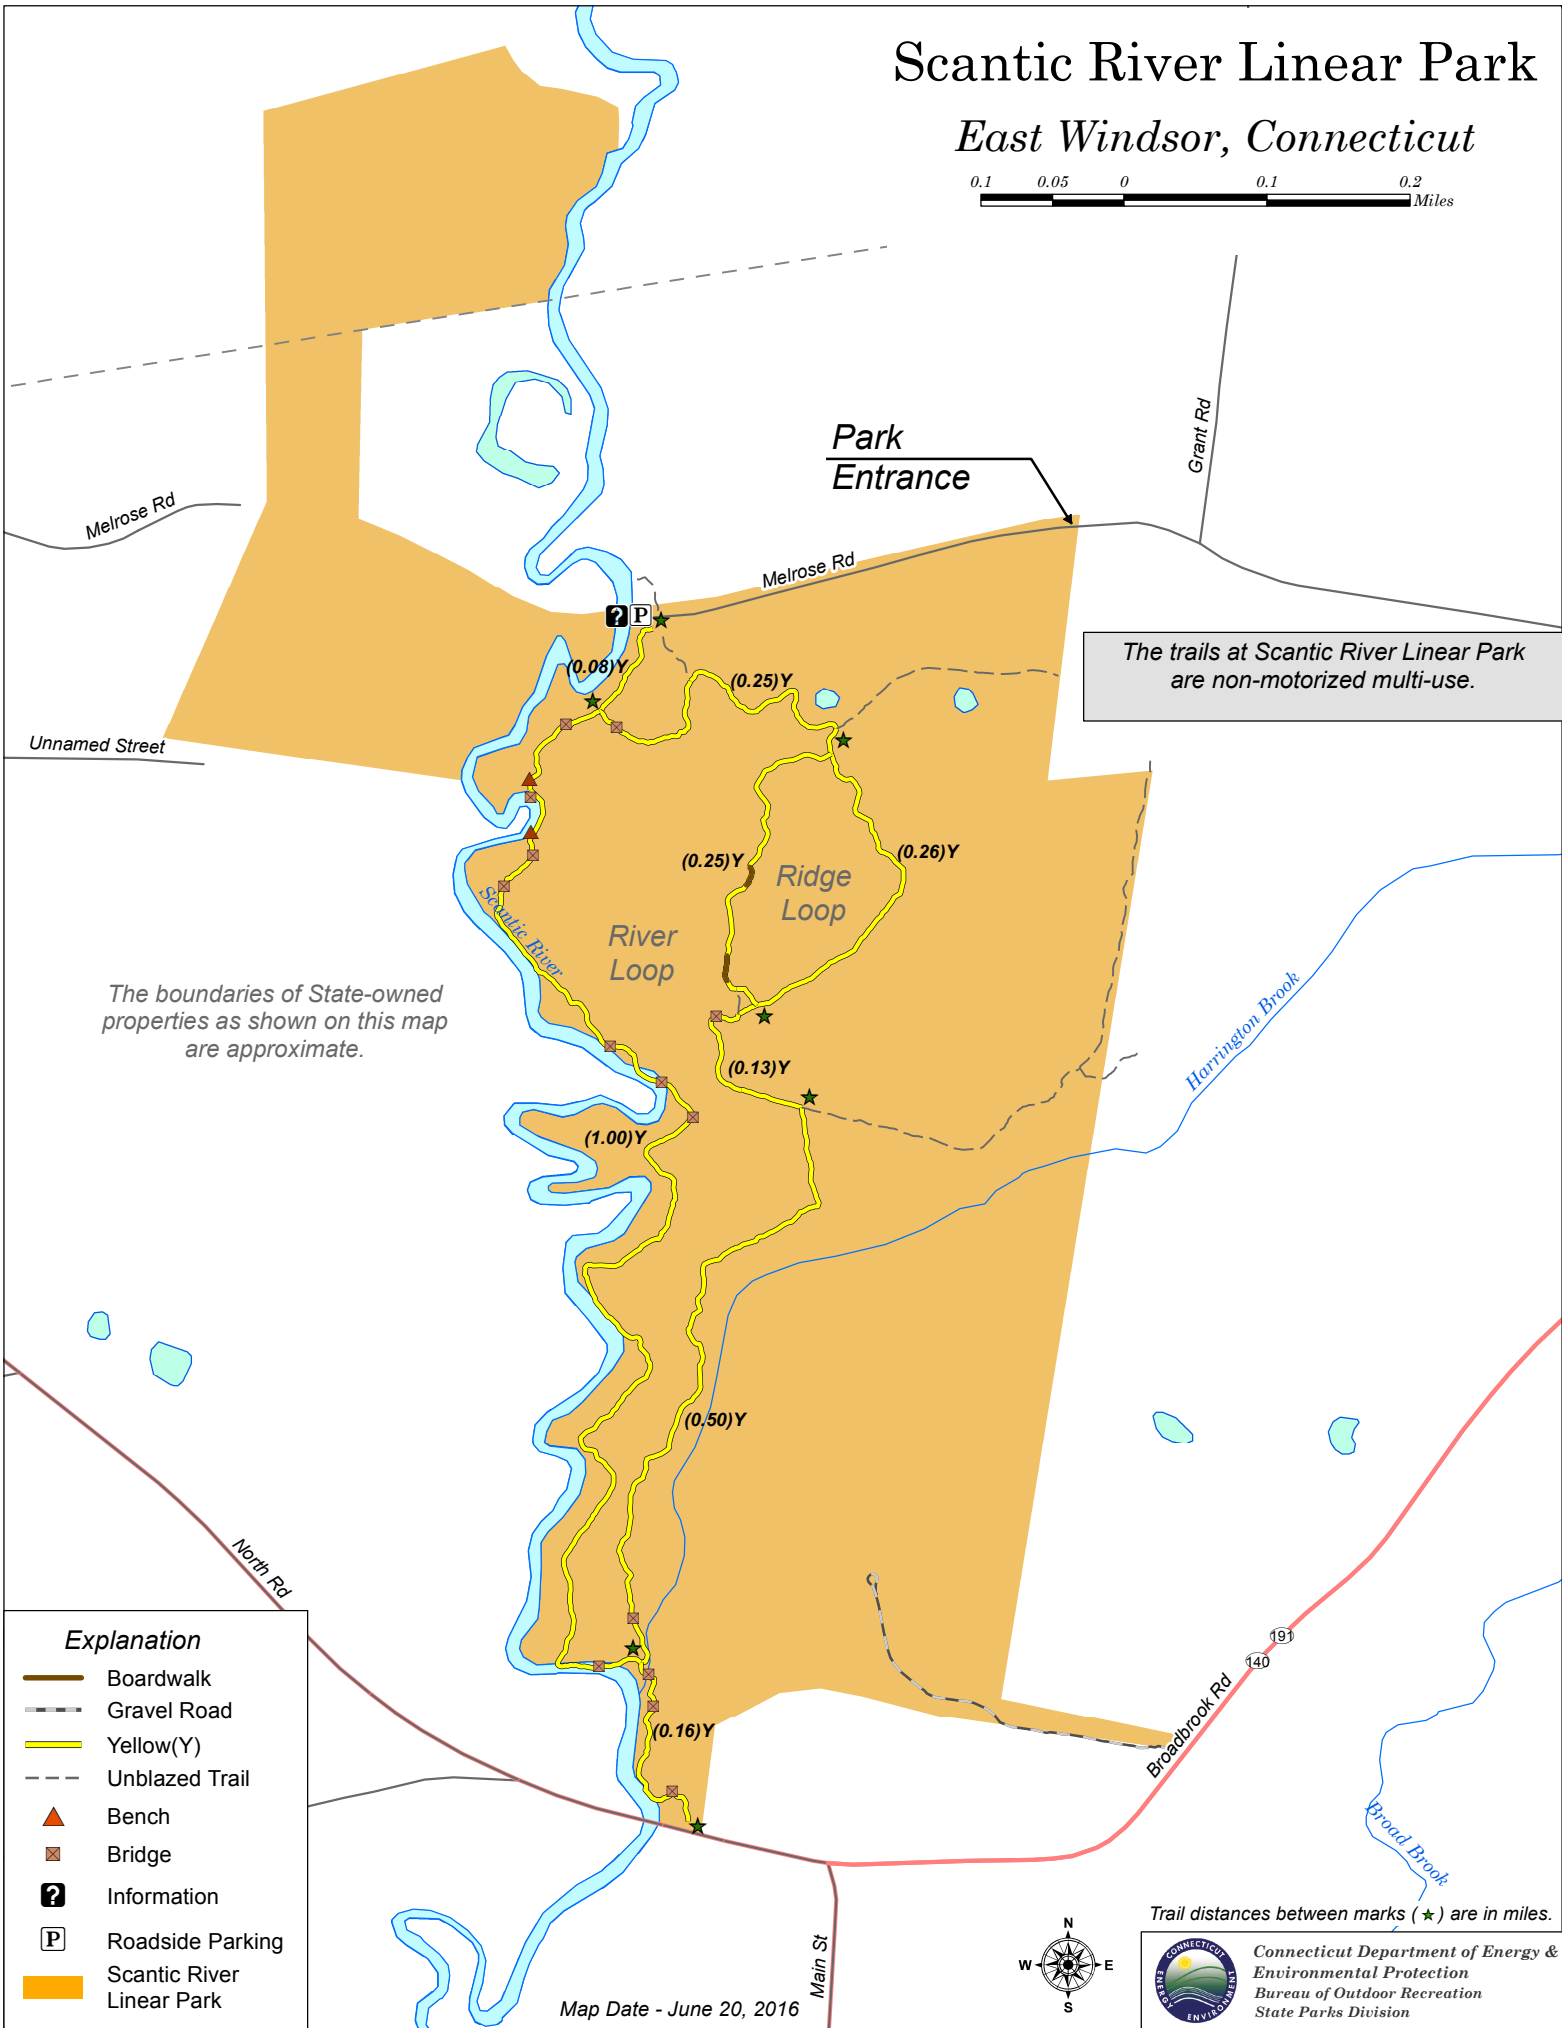 Scantic River Linear Park
East Windsor, Connecticut
0.1 0.05 0 0.1 0.2
Miles
Park
Entrance
Grant Rd
Melrose Rd
Melrose Rd
? P
The trails at Scantic River Linear Park
are non-motorized multi-use.
(0.08)Y
(0.25)Y
Unnamed Street
(0.25)Y
(0.26)Y
Ridge
Loop
Scantic River
River
Loop
The boundaries of State-owned
properties as shown on this map
are approximate.
Harrington Brook
(0.13)Y
(1.00)Y
(0.50)Y
North Rd
191
140
Broadbrook Rd
(0.16)Y
Broad Brook
Explanation
Boardwalk
Gravel Road
Yellow(Y)
Unblazed Trail
Bench
Bridge
? Information
P Roadside Parking
Scantic River
Linear Park
Main St
Map Date - June 20, 2016
N
W E
S
Trail distances between marks ( ★ ) are in miles.
CONNECTICUT
ENERGY
ENVIRONMENT
Connecticut Department of Energy &
Environmental Protection
Bureau of Outdoor Recreation
State Parks Division